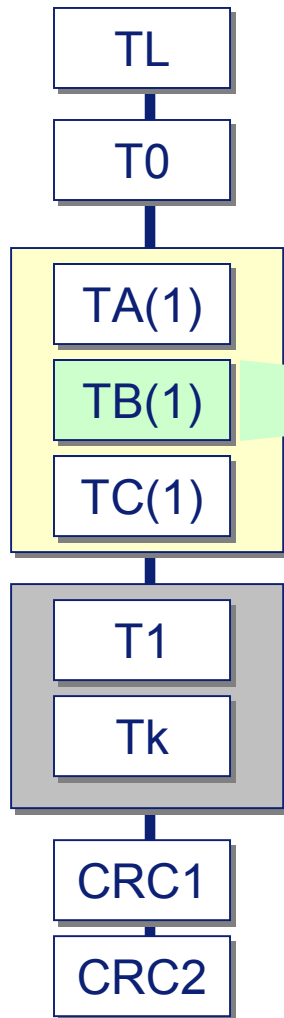 TL
T0
TA(1)
TB(1)
TC(1)
T1
Tk
CRC1
CRC2